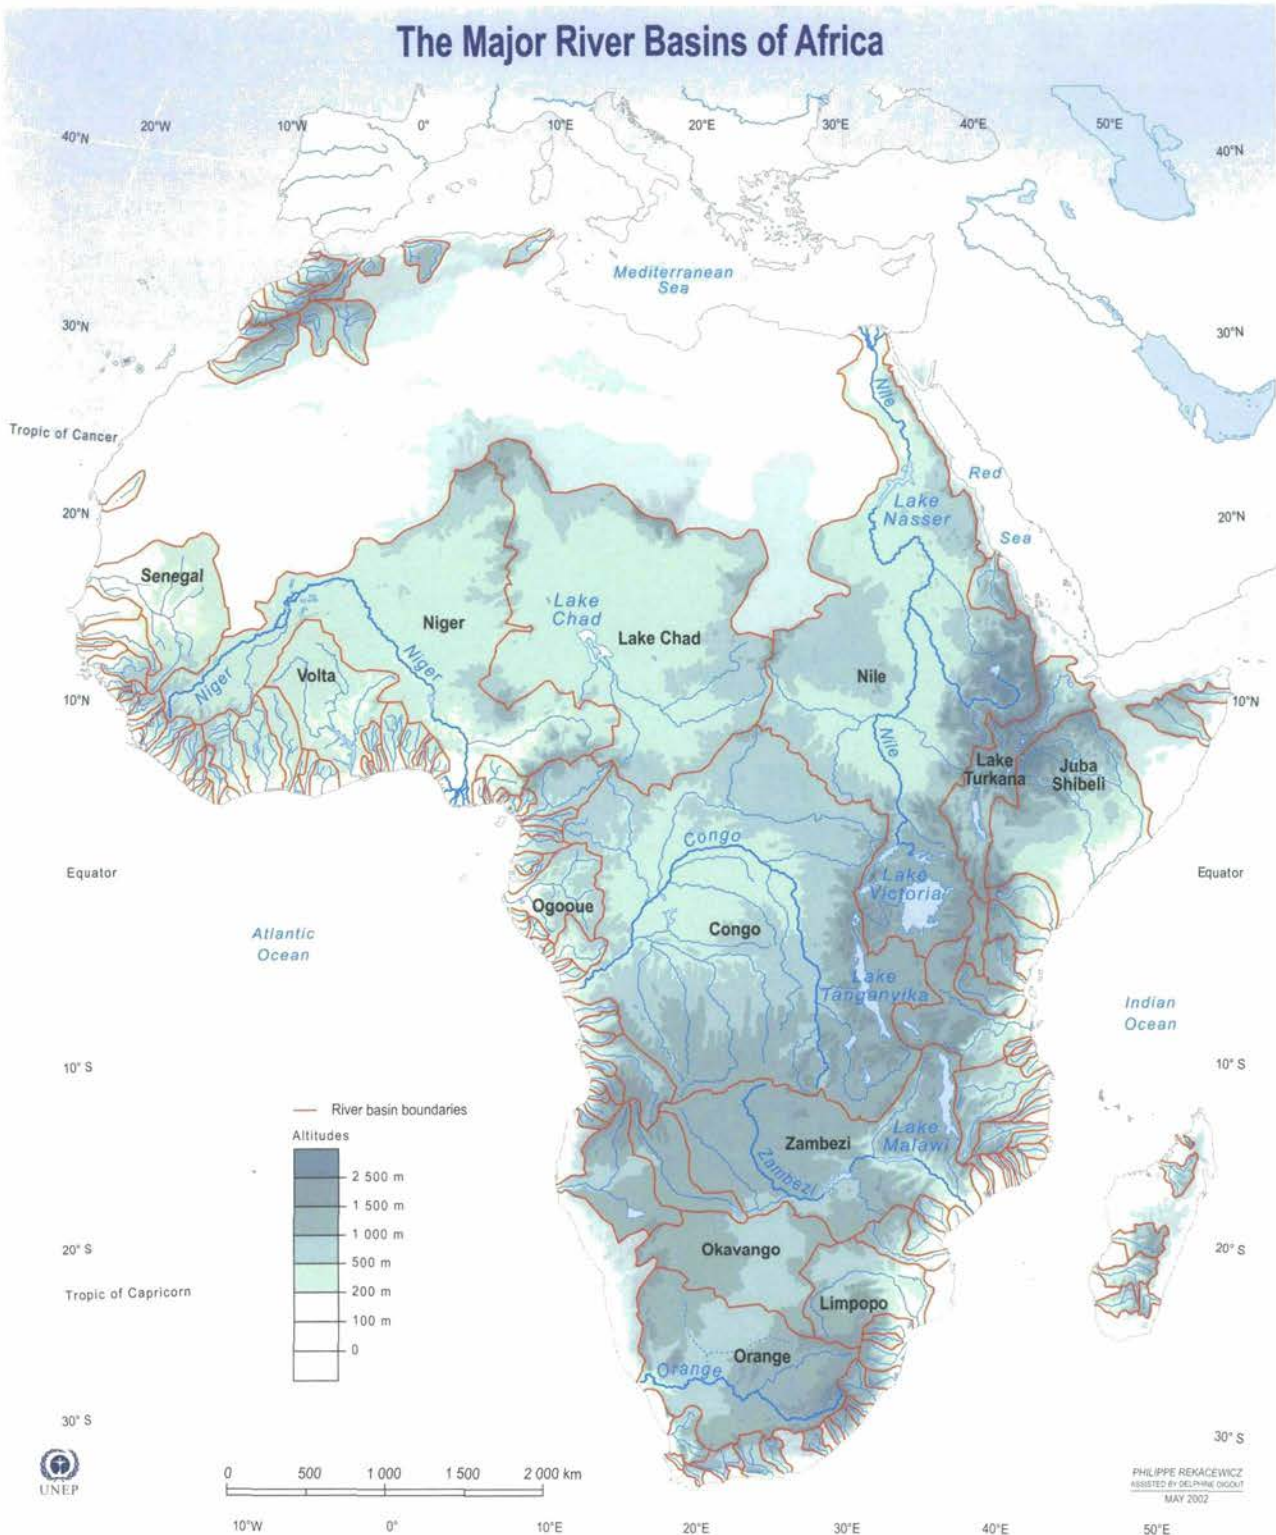 The Major River Basins of Africa
20°W
10°W
0°
10°E
20°E
30°E
40°E
50°E
40°N
40°N
Mediterranean
Sea
30°N
30°N
Nile
Tropic of Cancer
Red
Sea
Lake
Nasser
20°N
20°N
Senegal
Lake
Chad
Niger
Lake Chad
Niger
Niger
Volta
Nile
10°N
10°N
Nile
Lake
Turkana
Juba
Shibeli
Congo
Equator
Equator
Lake
Victoria
Ogooue
Congo
Atlantic
Ocean
Lake
Tanganyika
Indian
Ocean
10° S
10° S
River basin boundaries
Altitudes
2 500 m
1 500 m
1 000 m
500 m
200 m
100 m
0
Zambezi
Lake
Malawi
Zambezi
20° S
20° S
Okavango
Tropic of Capricorn
Limpopo
Orange
Orange
30° S
30° S
UNEP
0
500
1 000
1 500
2 000 km
PHILIPPE REKACEWICZ
ASSISTED BY DELPHINE DIGOUT
MAY 2002
10°W
0°
10°E
20°E
30°E
40°E
50°E